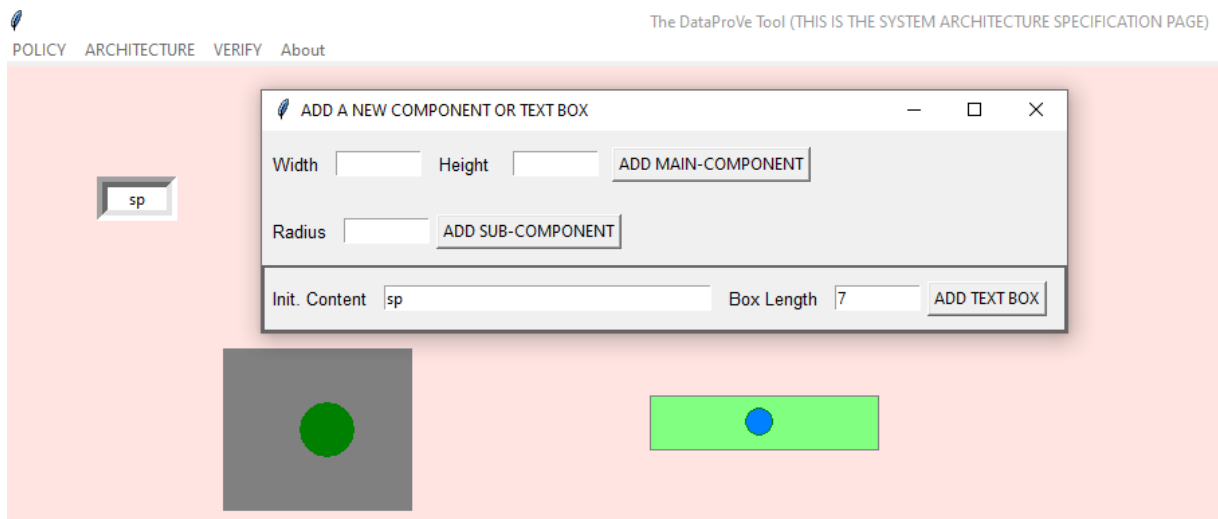 The DataProVe Tool (THIS IS THE SYSTEM ARCHITECTURE SPECIFICATION PAGE)
POLICY ARCHITECTURE VERIFY About
ADD A NEW COMPONENT OR TEXT BOX
Width Height ADD MAIN-COMPONENT
sp
Radius ADD SUB-COMPONENT
Init. Content sp Box Length 7 ADD TEXT BOX